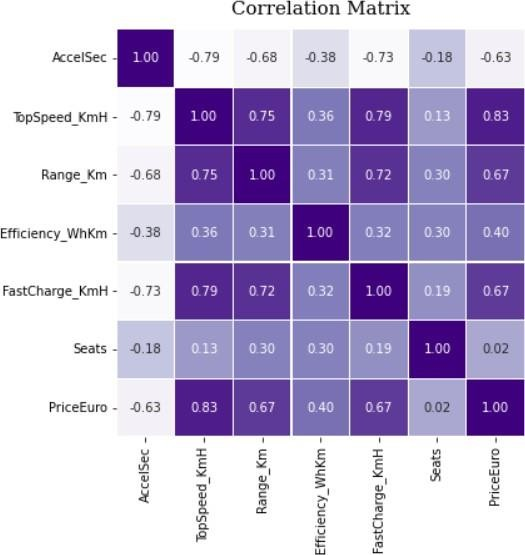 Correlation Matrix
AccelSec 1.00 -0.79 -0.68 -0.38 -0.73 -0.18 -0.63
TopSpeed_KmH -0.79 1.00 0.75 0.36 0.79 0.13 0.83
Range_Km -0.68 0.75 1.00 0.31 0.72 0.30 0.67
Efficiency_WhKm -0.38 0.36 0.31 1.00 0.32 0.30 0.40
FastCharge_KmH -0.73 0.79 0.72 0.32 1.00 0.19 0.67
Seats -0.18 0.13 0.30 0.30 0.19 1.00 0.02
PriceEuro -0.63 0.83 0.67 0.40 0.67 0.02 1.00
AccelSec
TopSpeed_KmH
Range_Km
Efficiency_WhKm
FastCharge_KmH
Seats
PriceEuro